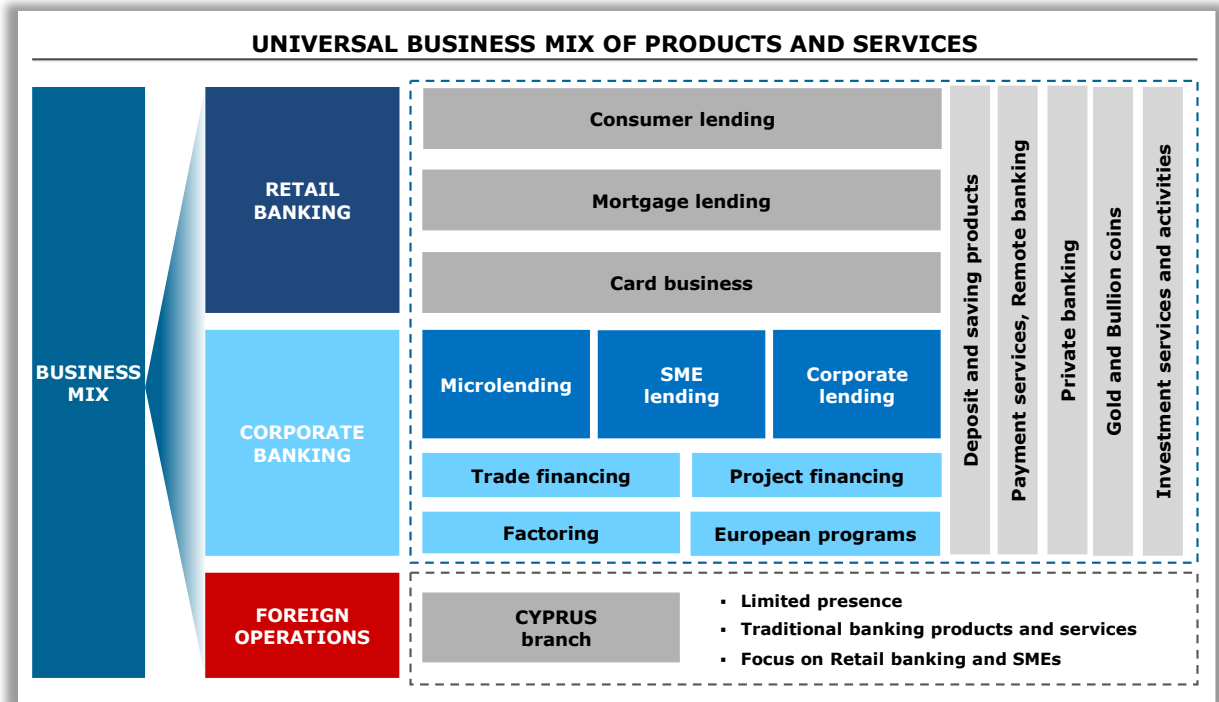 UNIVERSAL BUSINESS MIX OF PRODUCTS AND SERVICES
BUSINESS
MIX
RETAIL
BANKING
Consumer lending
Mortgage lending
Card business
CORPORATE
BANKING
Microlending
SME
lending
Corporate
lending
Trade financing
Project financing
Factoring
European programs
Deposit and saving products
Payment services, Remote banking
Private banking
Gold and Bullion coins
Investment services and activities
FOREIGN
OPERATIONS
CYPRUS
branch
▪ Limited presence
▪ Traditional banking products and services
▪ Focus on Retail banking and SMEs